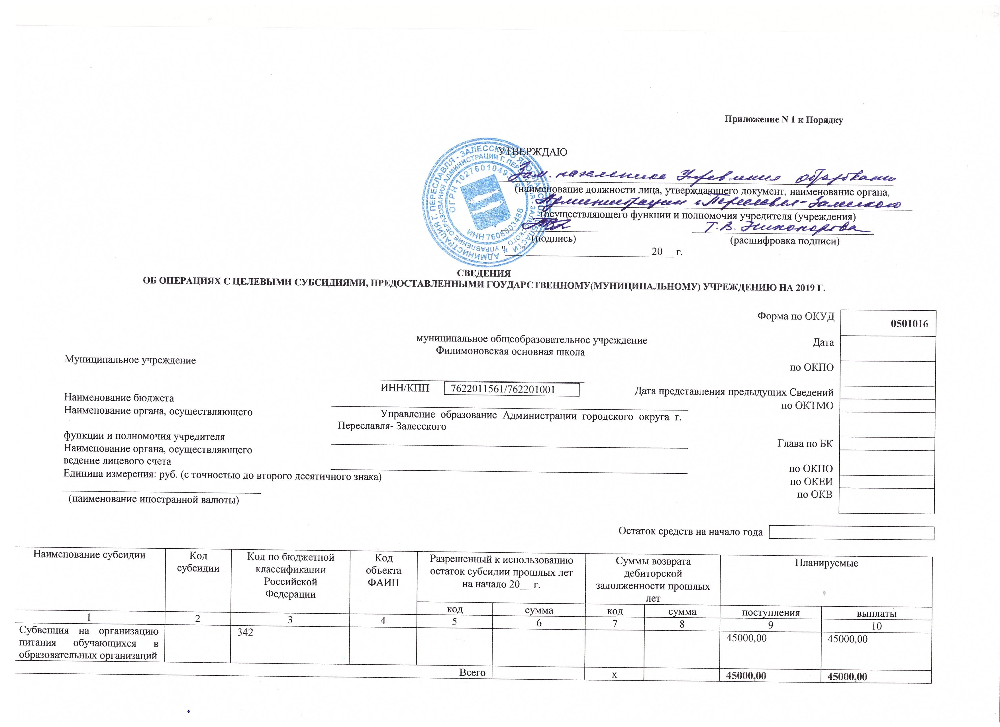 Приложение N 1 к Порядку
УТВЕРЖДАЮ
Зам. начальника Управления образования
(наименование должности лица, утверждающего документ, наименование органа,
Администрации г. Переславля-Залесского
осуществляющего функции и полномочия учредителя (учреждения)
Т.В.
(подпись)
(расшифровка подписи)
"___"______________________ 20__ г.
АДМИНИСТРАЦИЯ Г. ПЕРЕСЛАВЛЯ - ЗАЛЕССКОГО ЯРОСЛАВСКОЙ ОБЛАСТИ *
УПРАВЛЕНИЕ ОБРАЗОВАНИЯ АДМИНИСТРАЦИИ Г. ПЕРЕСЛАВЛЯ - ЗАЛЕССКОГО
ОГРН
ИНН 7608003488
СВЕДЕНИЯ
ОБ ОПЕРАЦИЯХ С ЦЕЛЕВЫМИ СУБСИДИЯМИ, ПРЕДОСТАВЛЕННЫМИ ГОУДАРСТВЕННОМУ(МУНИЦИПАЛЬНОМУ) УЧРЕЖДЕНИЮ НА 2019 Г.
Форма по ОКУД 0501016
муниципальное общеобразовательное учреждение
Филимоновская основная школа
Дата
Муниципальное учреждение
по ОКПО
ИНН/КПП 7622011561/762201001
Дата представления предыдущих Сведений
Наименование бюджета
по ОКТМО
Наименование органа, осуществляющего
Управление образование Администрации городского округа г.
Переславля- Залесского
функции и полномочия учредителя
Глава по БК
Наименование органа, осуществляющего
ведение лицевого счета
по ОКПО
Единица измерения: руб. (с точностью до второго десятичного знака)
по ОКЕИ
по ОКВ
(наименование иностранной валюты)
Остаток средств на начало года
Наименование субсидии
Код
субсидии
Код по бюджетной
классификации
Российской
Федерации
Код
объекта
ФАИП
Разрешенный к использованию
остаток субсидии прошлых лет
на начало 20__ г.
Суммы возврата
дебиторской
задолженности прошлых
лет
Планируемые
код сумма код сумма поступления выплаты
1 2 3 4 5 6 7 8 9 10
Субвенция на организацию
питания обучающихся в
образовательных организаций
342 45000,00 45000,00
Всего х 45000,00 45000,00